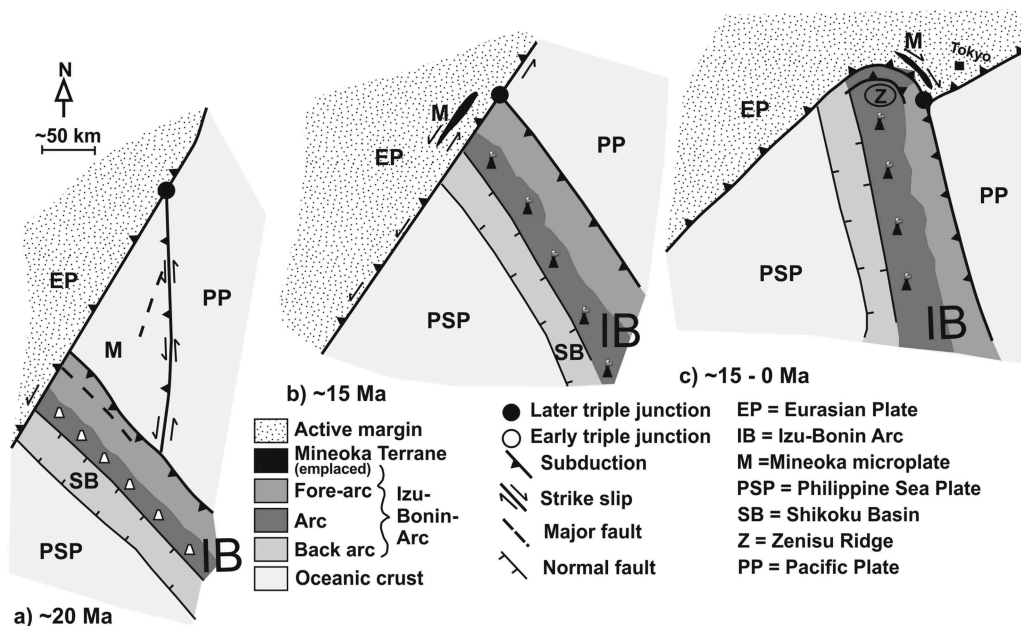 N
~50 km
EP
PP
M
SB
PSP
IB
a) ~20 Ma
M
EP
PP
PSP
SB
IB
b) ~15 Ma
M
Tokyo
Z
EP
PP
PSP
IB
c) ~15 - 0 Ma
Active margin
Mineoka Terrane
(emplaced)
Fore-arc
Arc
Back arc
Izu-
Bonin-
Arc
Oceanic crust
Later triple junction
Early triple junction
Subduction
Strike slip
Major fault
Normal fault
EP = Eurasian Plate
IB = Izu-Bonin Arc
M =Mineoka microplate
PSP = Philippine Sea Plate
SB = Shikoku Basin
Z = Zenisu Ridge
PP = Pacific Plate